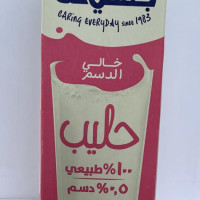 CARING EVERYDAY SINCE 1983
خالي
الدسم
حليب
١٠٠% طبيعي
٠,٥% دسم